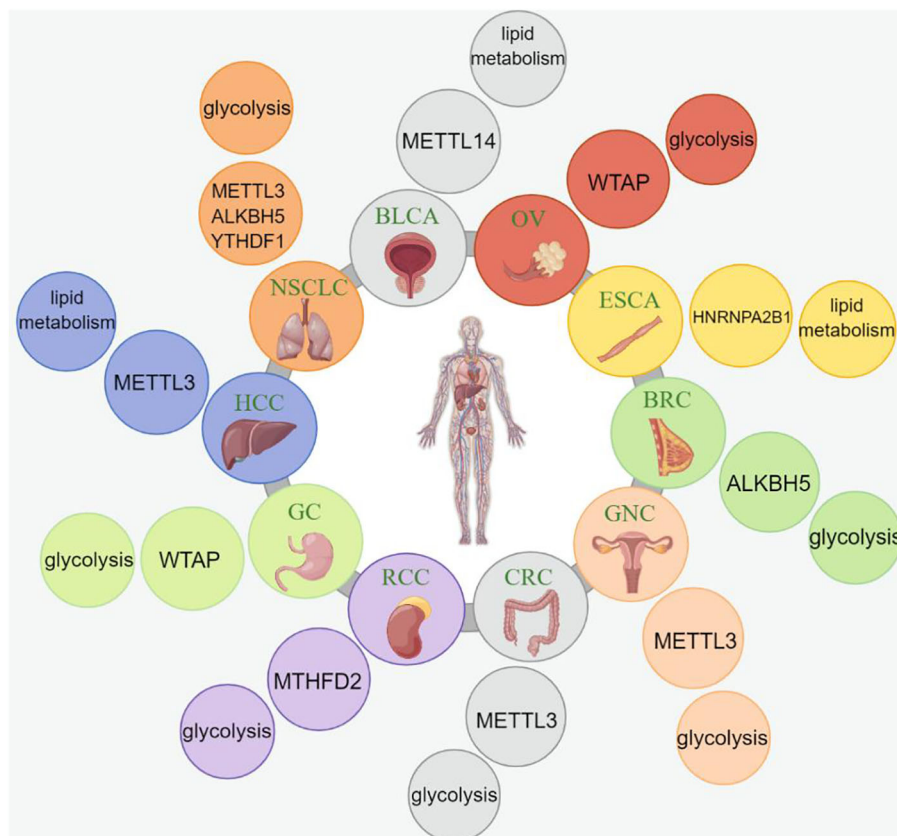 lipid
metabolism
METTL14
BLCA
glycolysis
WTAP
OV
lipid
metabolism
HNRNPA2B1
ESCA
BRC
ALKBH5
glycolysis
GNC
METTL3
glycolysis
CRC
METTL3
glycolysis
RCC
MTHFD2
glycolysis
GC
WTAP
glycolysis
HCC
METTL3
lipid
metabolism
NSCLC
METTL3
ALKBH5
YTHDF1
glycolysis